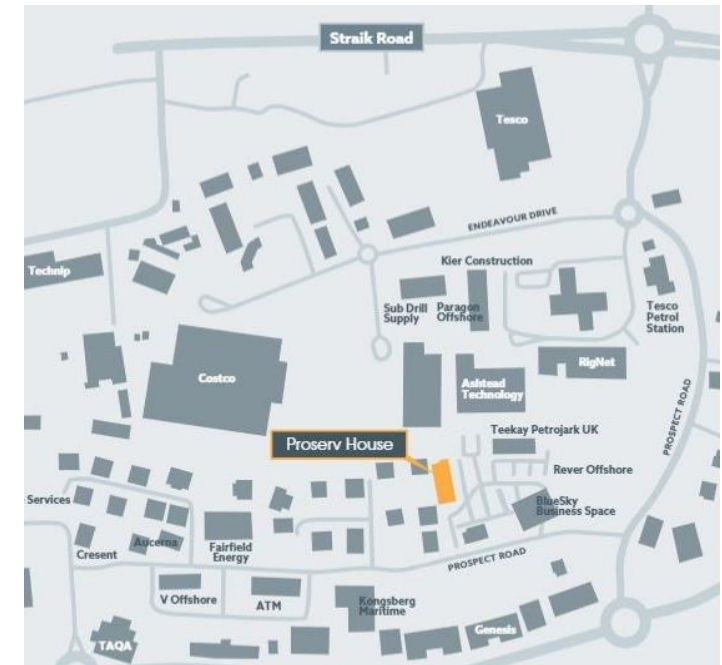 Straik Road
Tesco
ENDEAVOUR DRIVE
Kier Construction
Technip
Sub Drill
Supply
Paragon
Offshore
Tesco
Petrol
Station
RigNet
Costco
Ashtead
Technology
PROSPECT ROAD
Teekay Petrojark UK
Proserv House
Rever Offshore
Services
BlueSky
Business Space
Aucerna
Cresent
Fairfield
Energy
PROSPECT ROAD
V Offshore
ATM
Kongsberg
Maritime
Genesis
TAQA